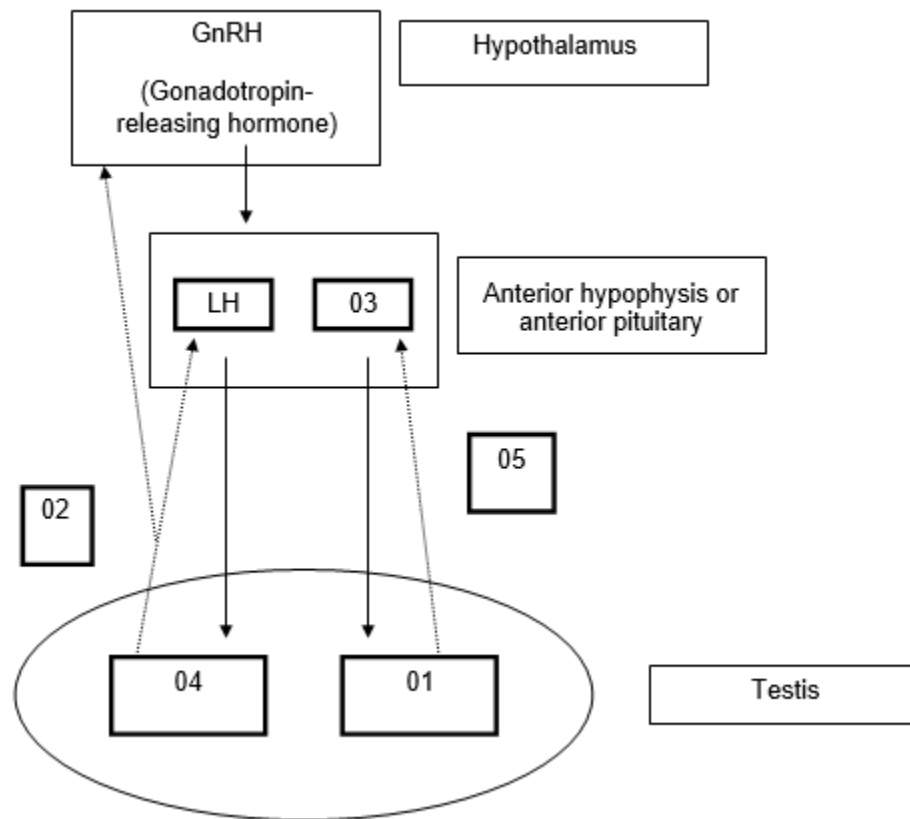 GnRH
(Gonadotropin-
releasing hormone)
Hypothalamus
LH
03
Anterior hypophysis or
anterior pituitary
05
02
04
01
Testis